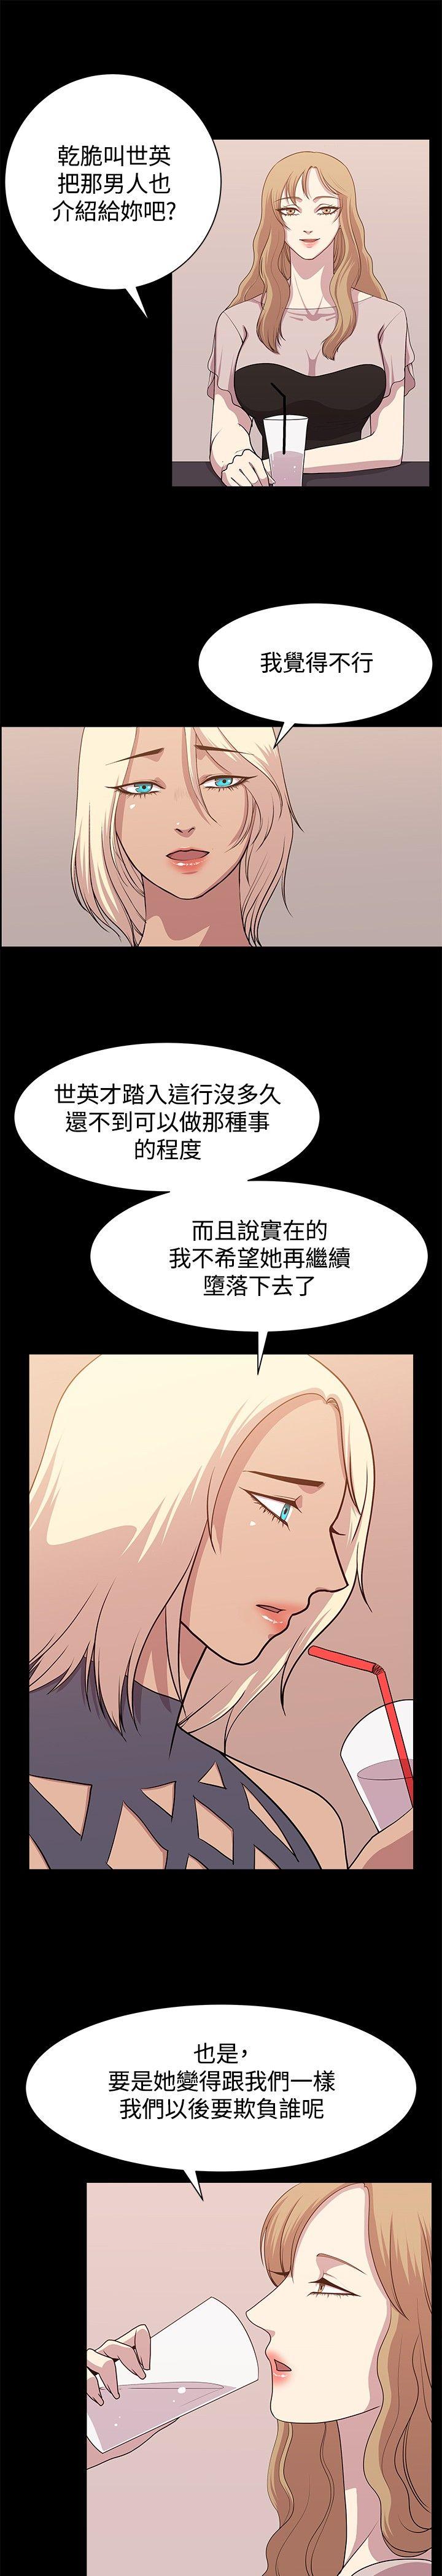 乾脆叫世英
把那男人也
介紹給妳吧?
我覺得不行
世英才踏入這行沒多久
還不到可以做那種事
的程度
而且說實在的
我不希望她再繼續
墮落下去了
也是,
要是她變得跟我們一樣
我們以後要欺負誰呢